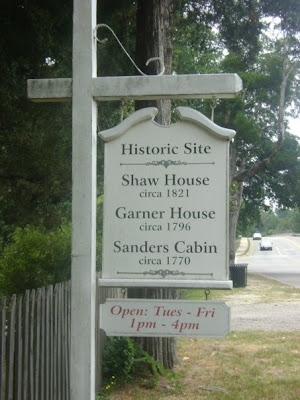 Historic Site
Shaw House
circa 1821
Garner House
circa 1796
Sanders Cabin
circa 1770
Open: Tues - Fri
1pm - 4pm